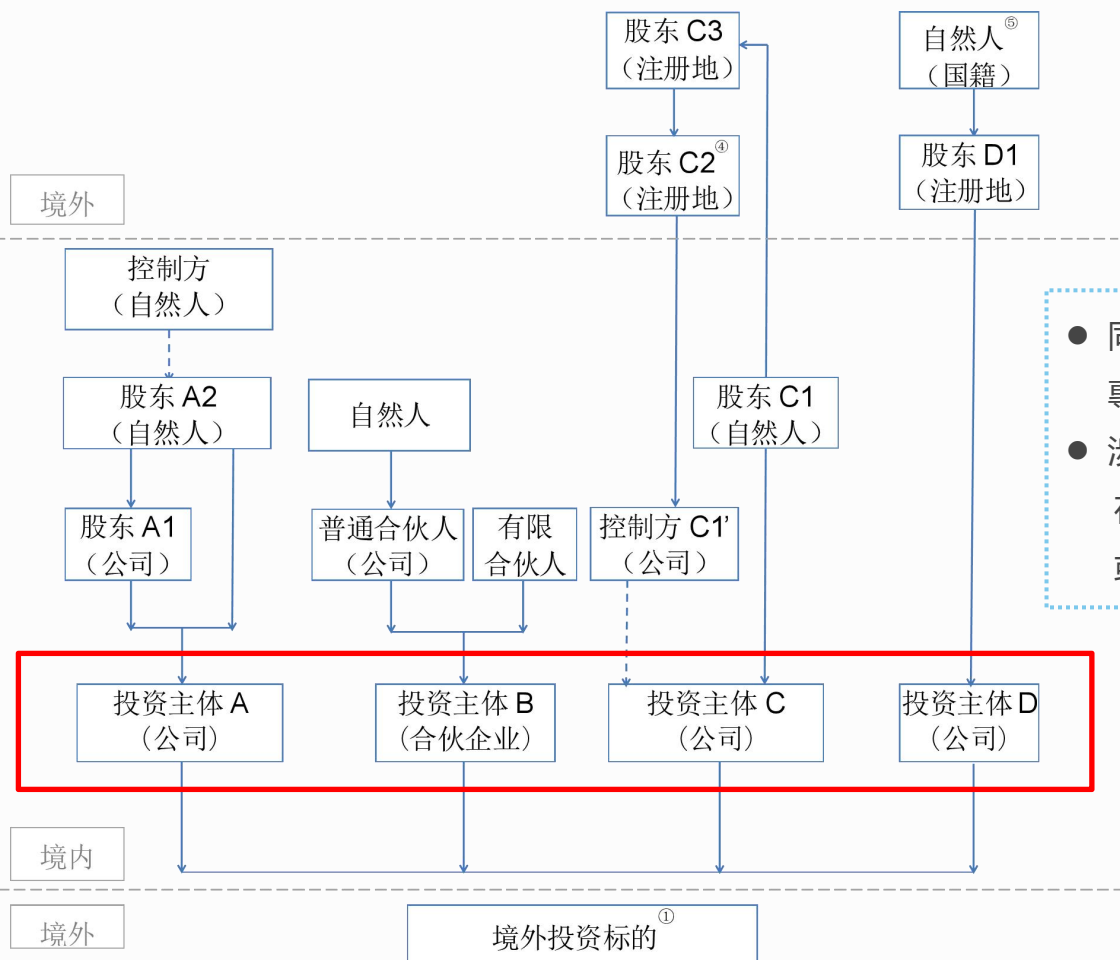 股东 C3
（注册地）
自然人⑤
（国籍）
股东 C2④
（注册地）
股东 D1
（注册地）
境外
控制方
（自然人）
股东 A2
（自然人）
自然人
股东 C1
（自然人）
股东 A1
（公司）
普通合伙人
（公司）
有限
合伙人
控制方 C1’
（公司）
投资主体 A
（公司）
投资主体 B
（合伙企业）
投资主体 C
（公司）
投资主体 D
（公司）
境内
境外
境外投资标的①